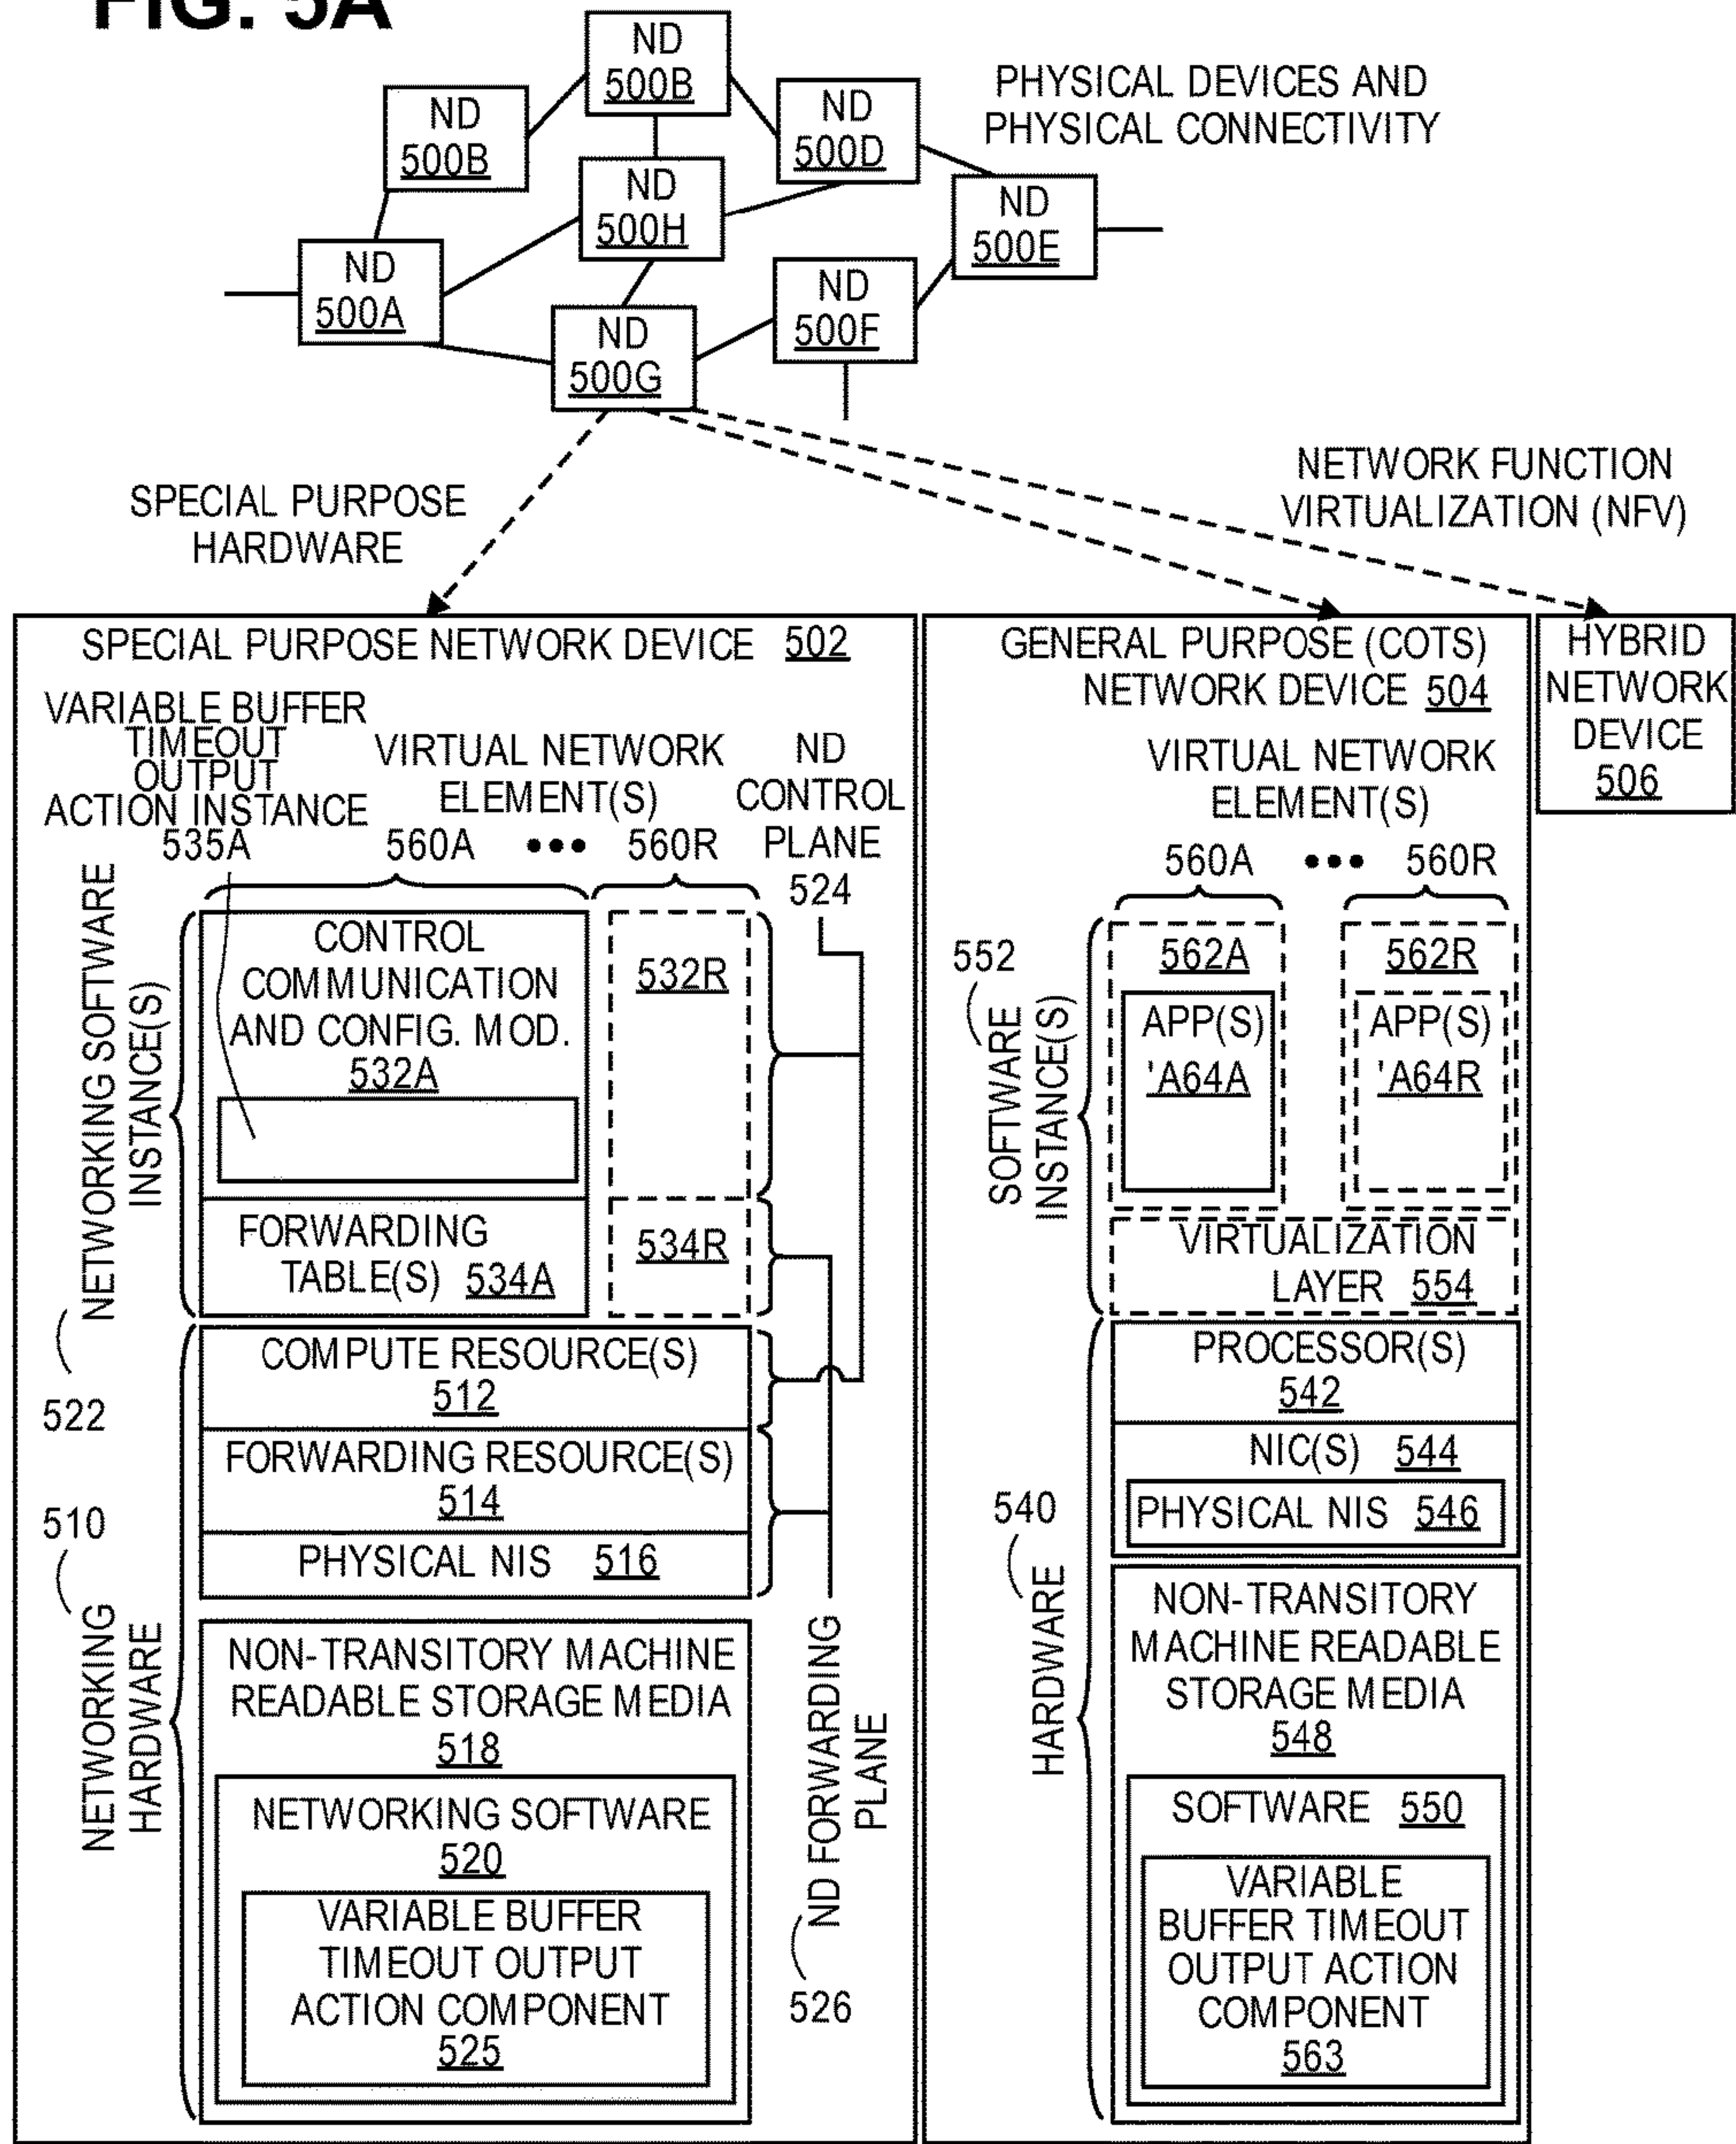 FIG. 5A
ND
500B
ND
500B
ND
500D
PHYSICAL DEVICES AND
PHYSICAL CONNECTIVITY
ND
500H
ND
500E
ND
500A
ND
500F
ND
500G
SPECIAL PURPOSE
HARDWARE
NETWORK FUNCTION
VIRTUALIZATION (NFV)
SPECIAL PURPOSE NETWORK DEVICE 502
VARIABLE BUFFER
TIMEOUT
OUTPUT
ACTION INSTANCE
535A
VIRTUAL NETWORK
ELEMENT(S)
560A ••• 560R
ND
CONTROL
PLANE
524
NETWORKING SOFTWARE
INSTANCE(S)
522
CONTROL
COMMUNICATION
AND CONFIG. MOD.
532A
532R
FORWARDING
TABLE(S) 534A
534R
COMPUTE RESOURCE(S)
512
FORWARDING RESOURCE(S)
514
PHYSICAL NIS 516
510
NETWORKING
HARDWARE
NON-TRANSITORY MACHINE
READABLE STORAGE MEDIA
518
NETWORKING SOFTWARE
520
VARIABLE BUFFER
TIMEOUT OUTPUT
ACTION COMPONENT
525
ND FORWARDING
PLANE
526
GENERAL PURPOSE (COTS)
NETWORK DEVICE 504
VIRTUAL NETWORK
ELEMENT(S)
560A ••• 560R
552
SOFTWARE
INSTANCE(S)
562A
APP(S)
'A64A
562R
APP(S)
'A64R
VIRTUALIZATION
LAYER 554
PROCESSOR(S)
542
NIC(S) 544
PHYSICAL NIS 546
540
HARDWARE
NON-TRANSITORY
MACHINE READABLE
STORAGE MEDIA
548
SOFTWARE 550
VARIABLE
BUFFER TIMEOUT
OUTPUT ACTION
COMPONENT
563
HYBRID
NETWORK
DEVICE
506